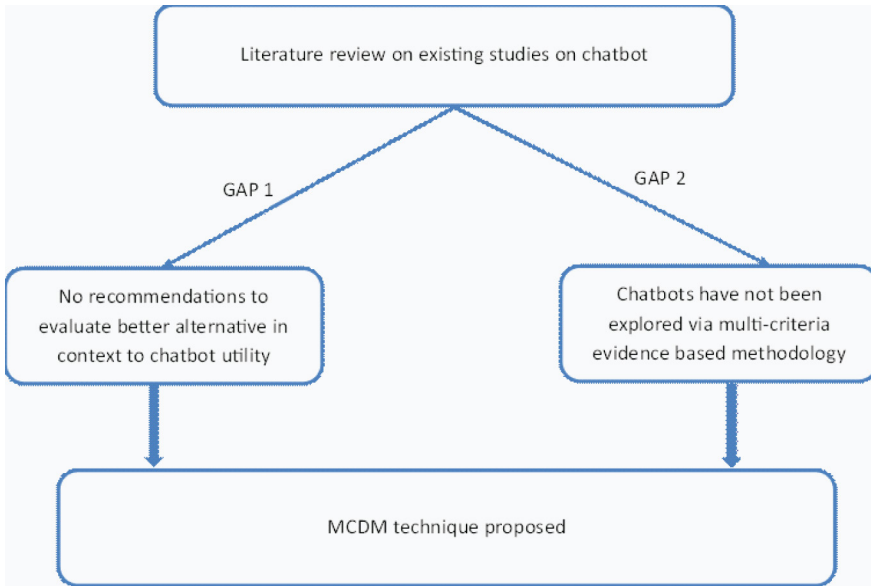 Literature review on existing studies on chatbot
GAP 1
GAP 2
No recommendations to
evaluate better alternative in
context to chatbot utility
Chatbots have not been
explored via multi-criteria
evidence based methodology
MCDM technique proposed